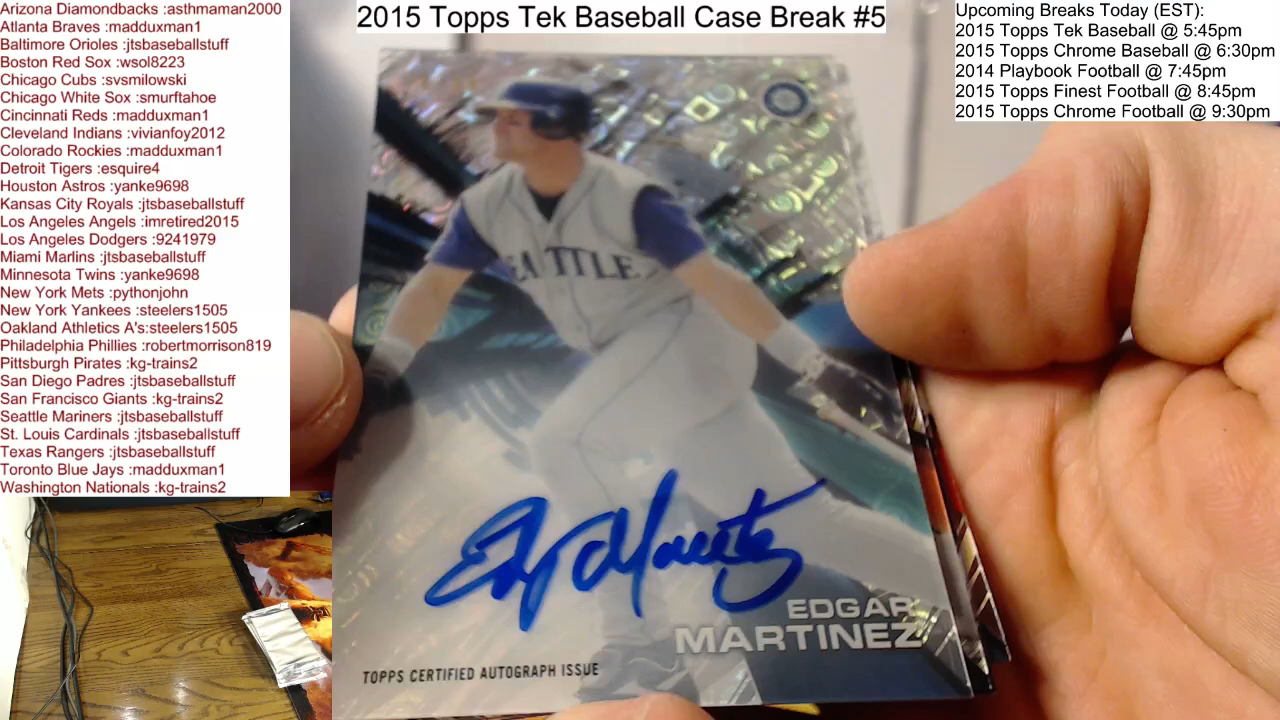 Arizona Diamondbacks :asthmaman2000
Atlanta Braves :madduxman1
Baltimore Orioles :jtsbaseballstuff
Boston Red Sox :wsol8223
Chicago Cubs :svsmilowski
Chicago White Sox :smurftahoe
Cincinnati Reds :madduxman1
Cleveland Indians :vivianfoy2012
Colorado Rockies :madduxman1
Detroit Tigers :esquire4
Houston Astros :yanke9698
Kansas City Royals :jtsbaseballstuff
Los Angeles Angels :imretired2015
Los Angeles Dodgers :9241979
Miami Marlins :jtsbaseballstuff
Minnesota Twins :yanke9698
New York Mets :pythonjohn
New York Yankees :steelers1505
Oakland Athletics A's:steelers1505
Philadelphia Phillies :robertmorrison819
Pittsburgh Pirates :kg-trains2
San Diego Padres :jtsbaseballstuff
San Francisco Giants :kg-trains2
Seattle Mariners :jtsbaseballstuff
St. Louis Cardinals :jtsbaseballstuff
Texas Rangers :jtsbaseballstuff
Toronto Blue Jays :madduxman1
Washington Nationals :kg-trains2
2015 Topps Tek Baseball Case Break #5
Upcoming Breaks Today (EST):
2015 Topps Tek Baseball @ 5:45pm
2015 Topps Chrome Baseball @ 6:30pm
2014 Playbook Football @ 7:45pm
2015 Topps Finest Football @ 8:45pm
2015 Topps Chrome Football @ 9:30pm
SEATTLE
Edgar Martinez
EDGAR
MARTINEZ
TOPPS CERTIFIED AUTOGRAPH ISSUE